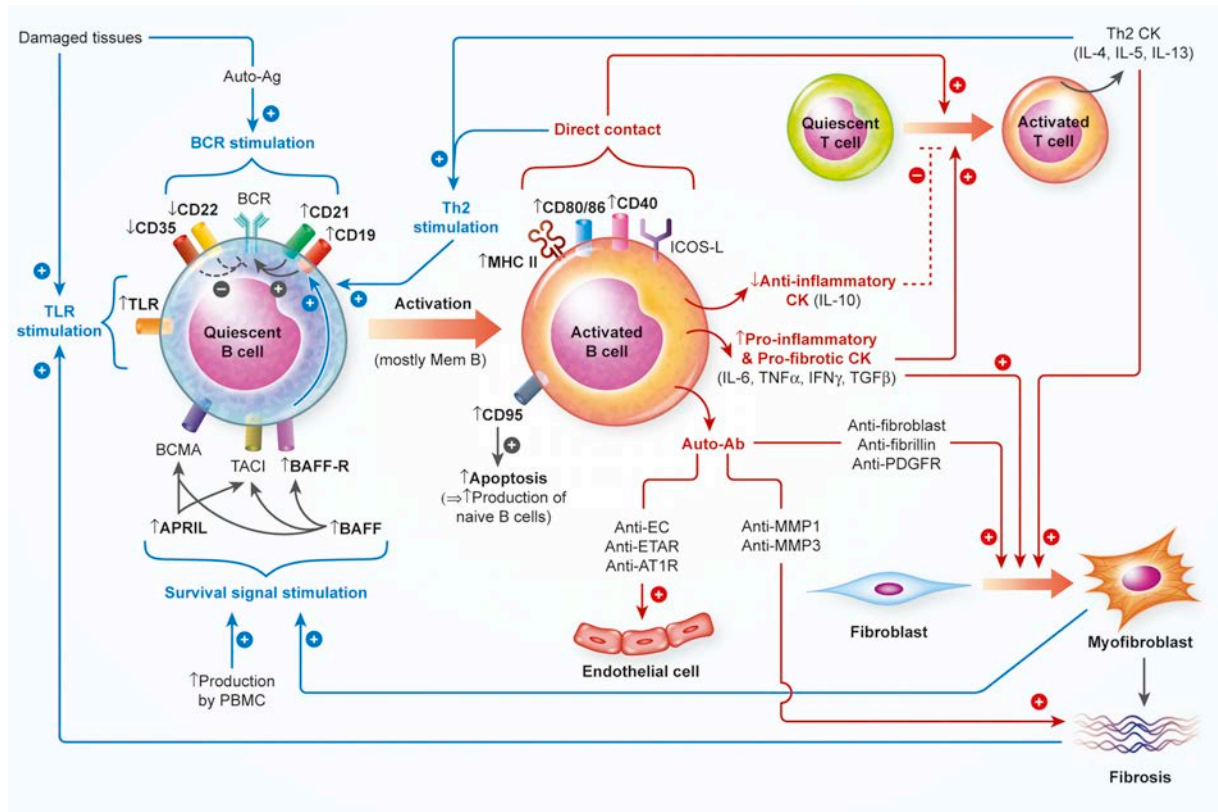 Damaged tissues
Auto-Ag
BCR stimulation
↓CD22
BCR
↑CD21
↓CD35
↑CD19
↑TLR
TLR
stimulation
Quiescent
B cell
BCMA
TACI
↑BAFF-R
↑APRIL
↑BAFF
Survival signal stimulation
↑Production
by PBMC
Th2
stimulation
Activation
(mostly Mem B)
Direct contact
↑CD80/86
↑CD40
↑MHC II
ICOS-L
Activated
B cell
↑CD95
↑Apoptosis
(⇒↑Production of
naive B cells)
↓Anti-inflammatory
CK (IL-10)
↑Pro-inflammatory
& Pro-fibrotic CK
(IL-6, TNFα, IFNγ, TGFβ)
Auto-Ab
Anti-EC
Anti-ETAR
Anti-AT1R
Anti-MMP1
Anti-MMP3
Anti-fibroblast
Anti-fibrillin
Anti-PDGFR
Endothelial cell
Quiescent
T cell
Activated
T cell
Th2 CK
(IL-4, IL-5, IL-13)
Fibroblast
Myofibroblast
Fibrosis